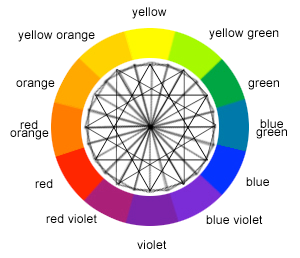 yellow
yellow orange
yellow green
orange
green
red
orange
blue
green
red
blue
red violet
blue violet
violet